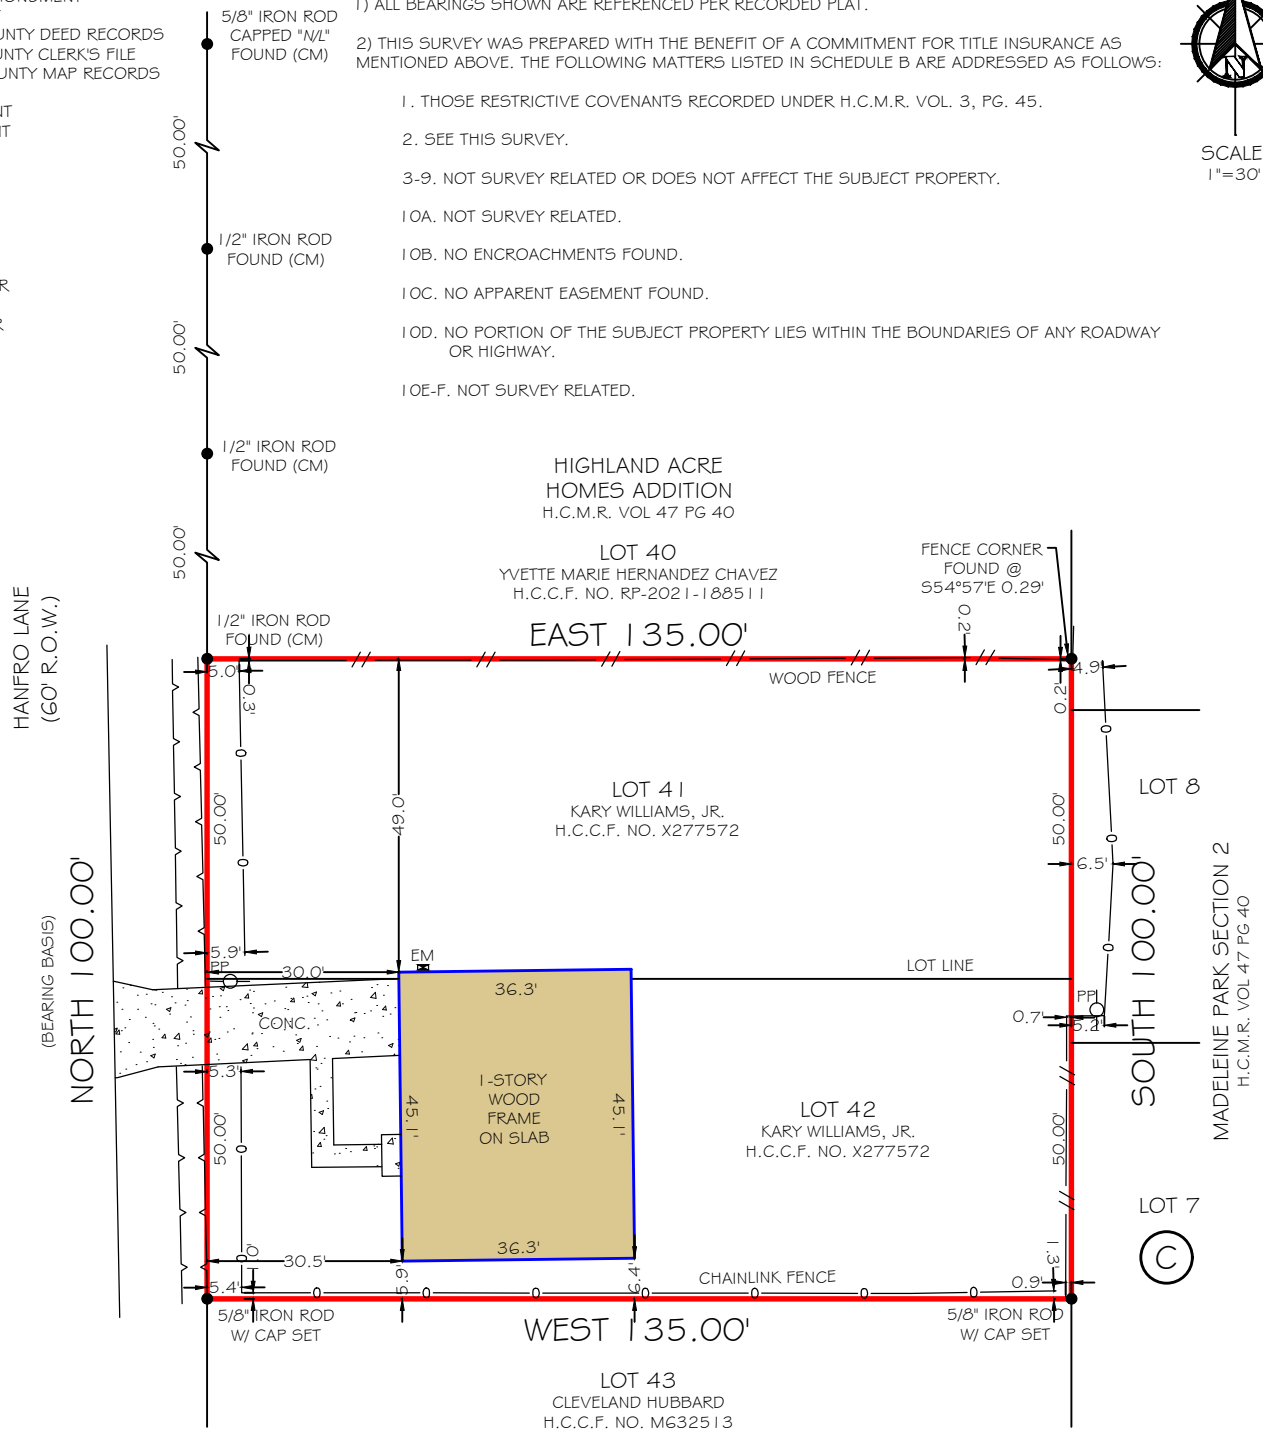 UNTY DEED RECORDS
UNTY CLERK'S FILE
UNTY MAP RECORDS
5/8" IRON ROD
CAPPED "N/L"
FOUND (CM)
1) ALL BEARINGS SHOWN ARE REFERENCED PER RECORDED PLAT.
2) THIS SURVEY WAS PREPARED WITH THE BENEFIT OF A COMMITMENT FOR TITLE INSURANCE AS
MENTIONED ABOVE. THE FOLLOWING MATTERS LISTED IN SCHEDULE B ARE ADDRESSED AS FOLLOWS:
1. THOSE RESTRICTIVE COVENANTS RECORDED UNDER H.C.M.R. VOL. 3, PG. 45.
2. SEE THIS SURVEY.
3-9. NOT SURVEY RELATED OR DOES NOT AFFECT THE SUBJECT PROPERTY.
10A. NOT SURVEY RELATED.
10B. NO ENCROACHMENTS FOUND.
10C. NO APPARENT EASEMENT FOUND.
10D. NO PORTION OF THE SUBJECT PROPERTY LIES WITHIN THE BOUNDARIES OF ANY ROADWAY
OR HIGHWAY.
10E-F. NOT SURVEY RELATED.
N
SCALE
1"=30'
NT
IT
R
R
50.00'
1/2" IRON ROD
FOUND (CM)
50.00'
1/2" IRON ROD
FOUND (CM)
50.00'
1/2" IRON ROD
FOUND (CM)
HIGHLAND ACRE
HOMES ADDITION
H.C.M.R. VOL 47 PG 40
LOT 40
YVETTE MARIE HERNANDEZ CHAVEZ
H.C.C.F. NO. RP-2021-188511
EAST 135.00'
FENCE CORNER
FOUND @
S54°57'E 0.29'
0.2'
WOOD FENCE
HANFRO LANE
(60' R.O.W.)
5.0'
0.3'
4.9'
0.2'
50.00'
49.0'
LOT 41
KARY WILLIAMS, JR.
H.C.C.F. NO. X277572
50.00'
6.5'
LOT 8
(BEARING BASIS)
NORTH 100.00'
SOUTH 100.00'
MADELEINE PARK SECTION 2
H.C.M.R. VOL 47 PG 40
5.9'
PP
30.0'
EM
36.3'
LOT LINE
PP
0.7'
5.2'
CONC.
5.3'
50.00'
45.1'
1-STORY
WOOD
FRAME
ON SLAB
45.1'
LOT 42
KARY WILLIAMS, JR.
H.C.C.F. NO. X277572
50.00'
LOT 7
C
30.5'
36.3'
5.4'
5.9'
6.4'
CHAINLINK FENCE
1.3'
0.9'
5/8" IRON ROD
W/ CAP SET
WEST 135.00'
5/8" IRON ROD
W/ CAP SET
LOT 43
CLEVELAND HUBBARD
H.C.C.F. NO. M632513